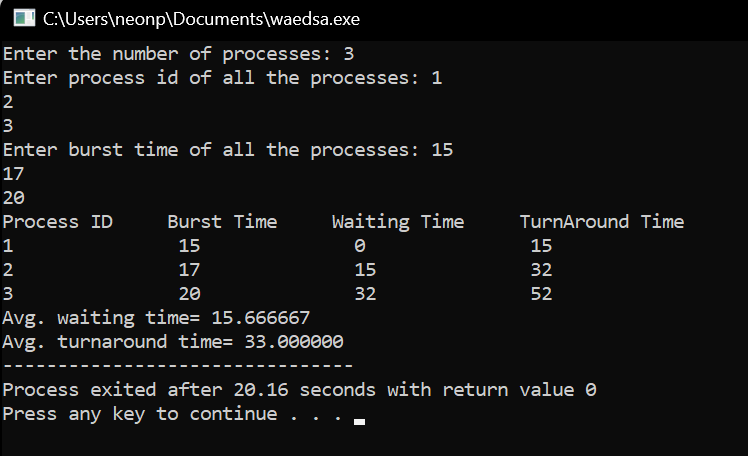 C:\Users\neonp\Documents\waedsa.exe
Enter the number of processes: 3
Enter process id of all the processes: 1
2
3
Enter burst time of all the processes: 15
17
20
Process ID     Burst Time     Waiting Time     TurnAround Time
1               15              0               15
2               17              15              32
3               20              32              52
Avg. waiting time= 15.666667
Avg. turnaround time= 33.000000
--------------------------------
Process exited after 20.16 seconds with return value 0
Press any key to continue . . .